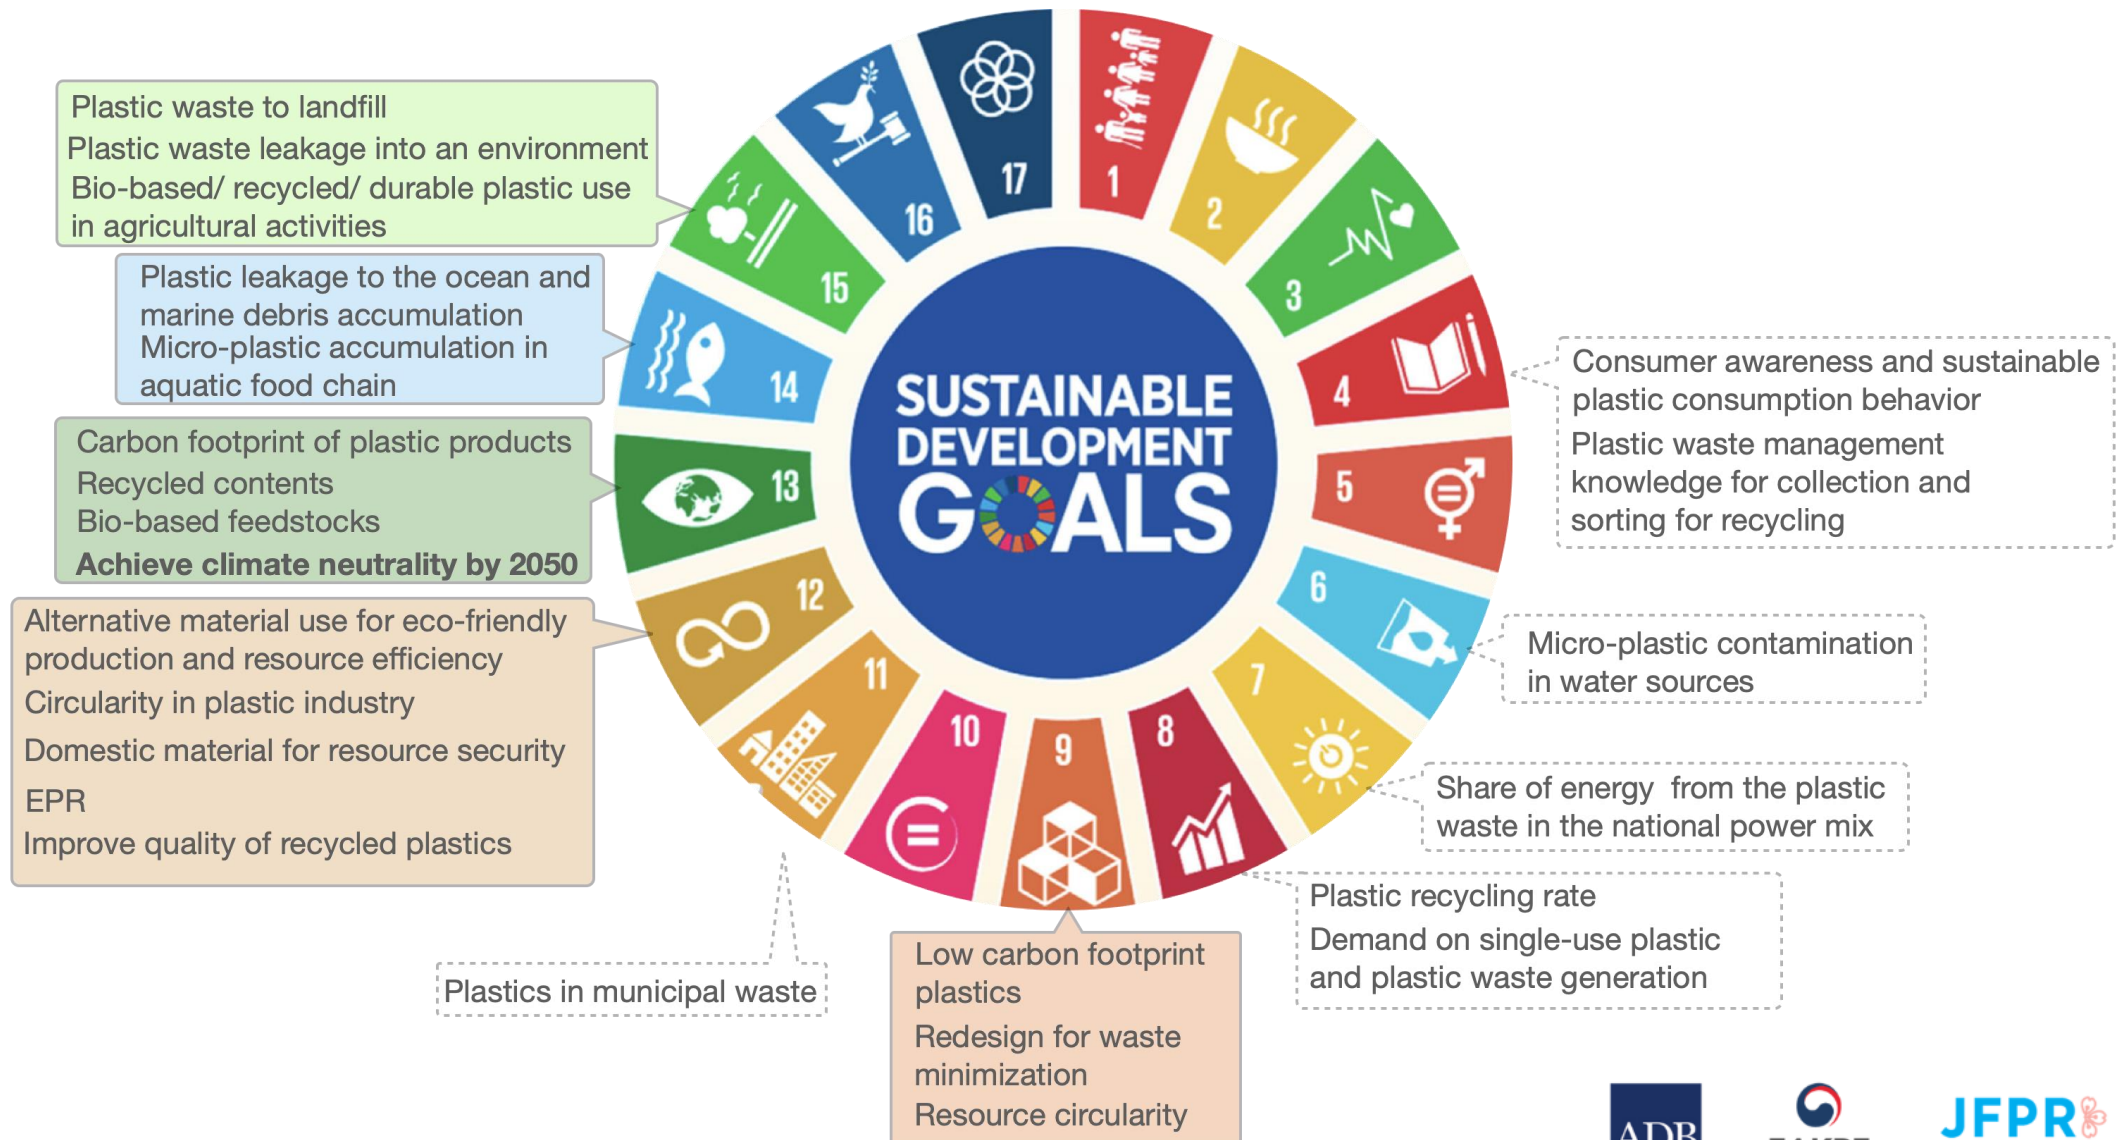 17
1
2
3
4
5
6
7
8
9
10
11
12
13
14
15
16
SUSTAINABLE
DEVELOPMENT
GOALS
Plastic waste to landfill
Plastic waste leakage into an environment
Bio-based/ recycled/ durable plastic use
in agricultural activities
Plastic leakage to the ocean and
marine debris accumulation
Micro-plastic accumulation in
aquatic food chain
Carbon footprint of plastic products
Recycled contents
Bio-based feedstocks
Achieve climate neutrality by 2050
Alternative material use for eco-friendly
production and resource efficiency
Circularity in plastic industry
Domestic material for resource security
EPR
Improve quality of recycled plastics
Plastics in municipal waste
Low carbon footprint
plastics
Redesign for waste
minimization
Resource circularity
Consumer awareness and sustainable
plastic consumption behavior
Plastic waste management
knowledge for collection and
sorting for recycling
Micro-plastic contamination
in water sources
Share of energy  from the plastic
waste in the national power mix
Plastic recycling rate
Demand on single-use plastic
and plastic waste generation
ADB
JFPR